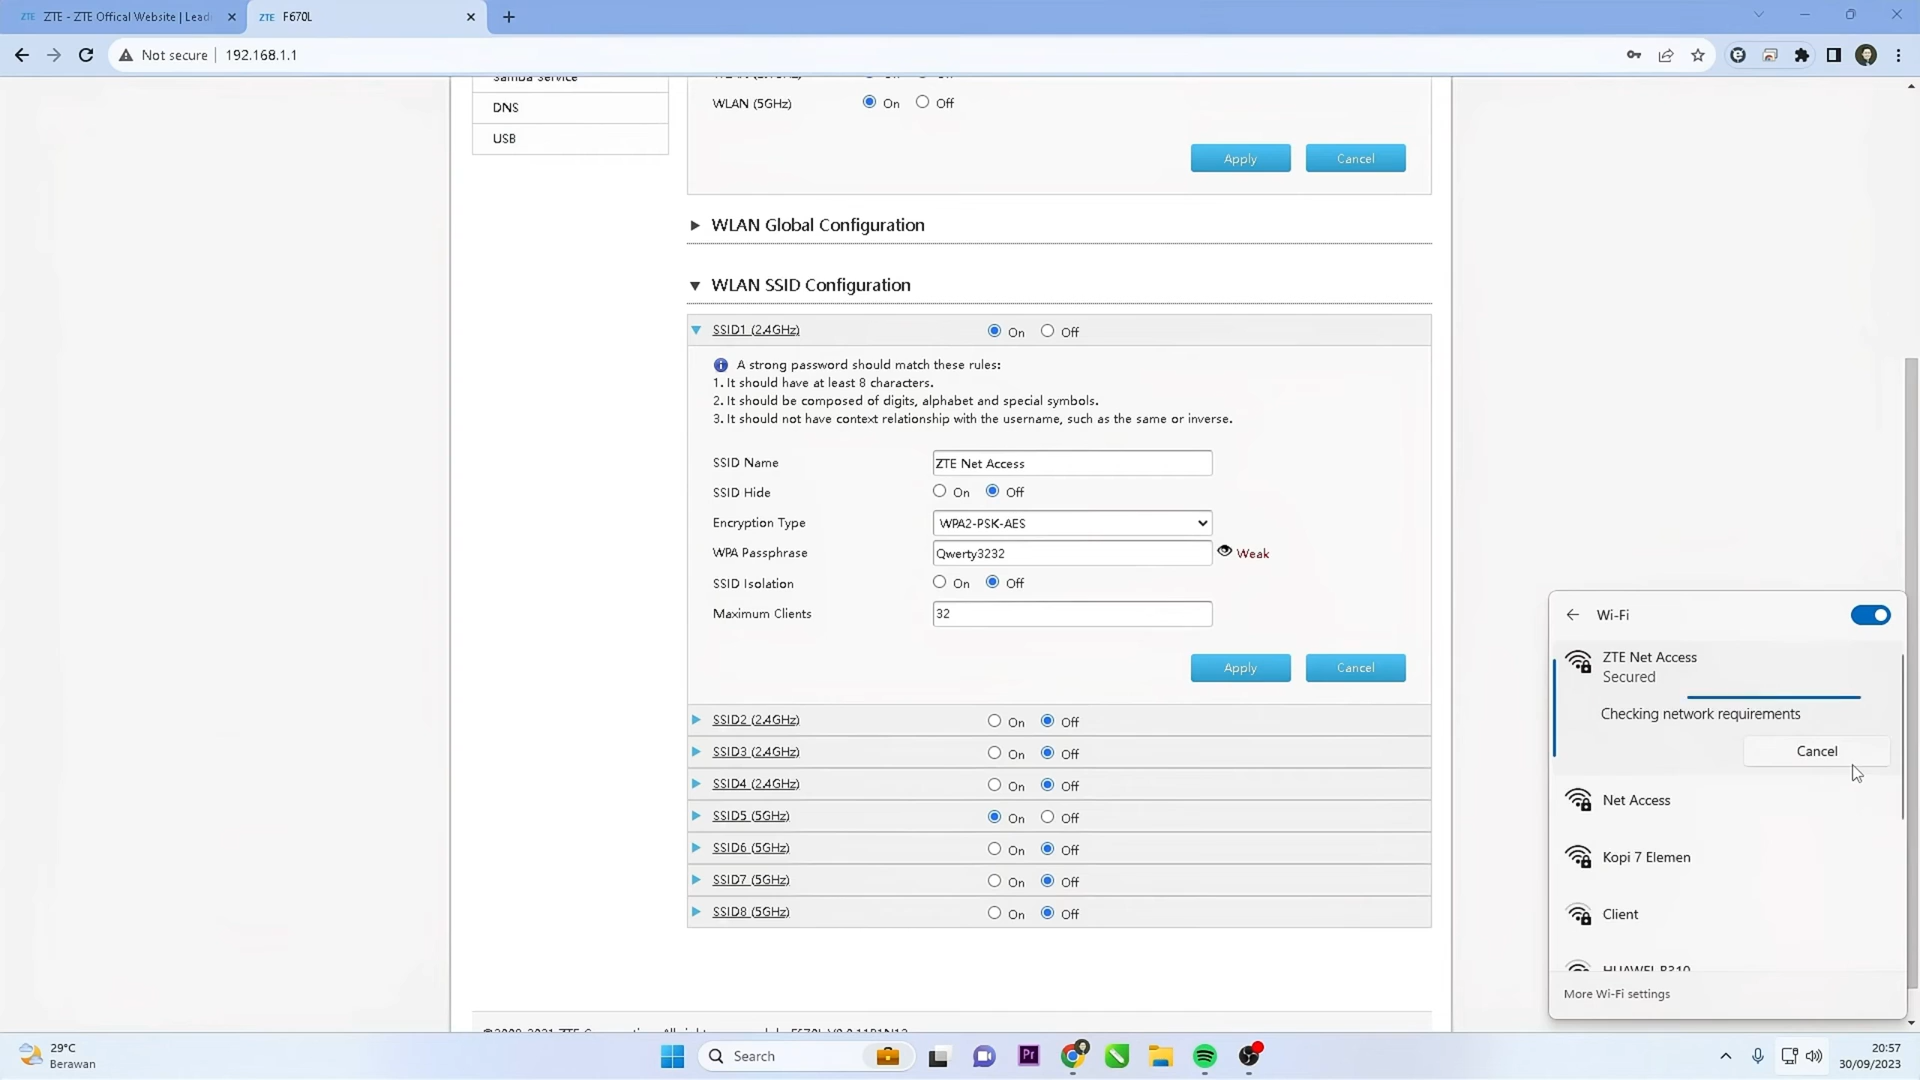 ZTE ZTE - ZTE Offical Website | Lead
ZTE F670L
Not secure 192.168.1.1
Samba Service
DNS
USB
WLAN (5GHz) On Off
Apply Cancel
WLAN Global Configuration
WLAN SSID Configuration
SSID1 (2.4GHz) On Off
i A strong password should match these rules:
1. It should have at least 8 characters.
2. It should be composed of digits, alphabet and special symbols.
3. It should not have context relationship with the username, such as the same or inverse.
SSID Name ZTE Net Access
SSID Hide On Off
Encryption Type WPA2-PSK-AES
WPA Passphrase Qwerty3232 Weak
SSID Isolation On Off
Maximum Clients 32
Apply Cancel
SSID2 (2.4GHz) On Off
SSID3 (2.4GHz) On Off
SSID4 (2.4GHz) On Off
SSID5 (5GHz) On Off
SSID6 (5GHz) On Off
SSID7 (5GHz) On Off
SSID8 (5GHz) On Off
Wi-Fi
ZTE Net Access
Secured
Checking network requirements
Cancel
Net Access
Kopi 7 Elemen
Client
HUAWEI
More Wi-Fi settings
29°C
Berawan
Search
Pr
20:57
30/09/2023